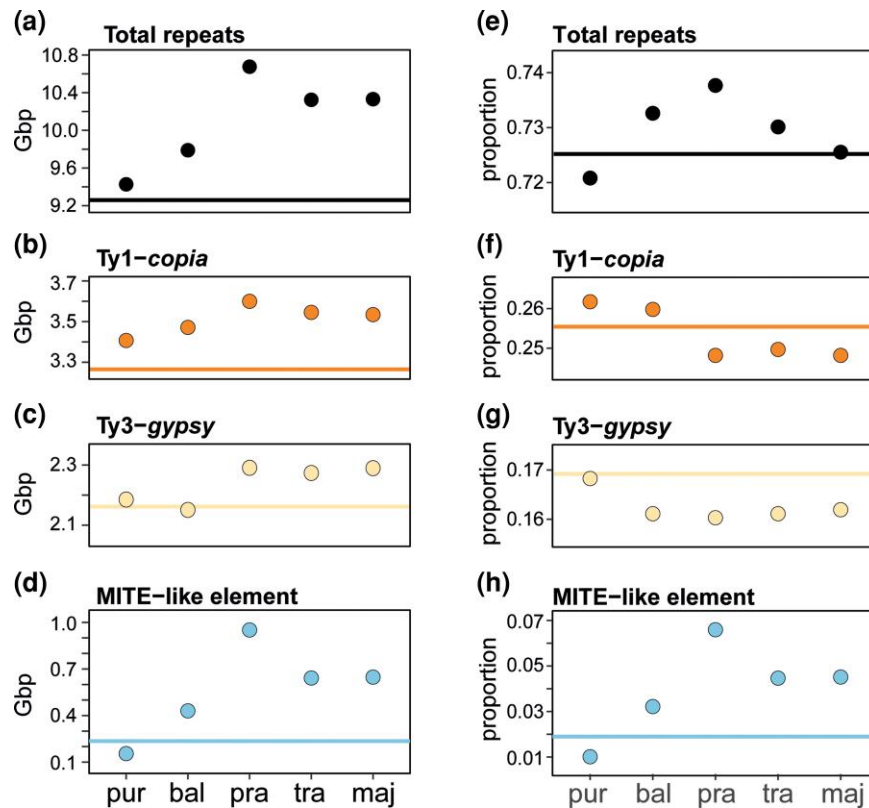 (a) Total repeats
Gbp
10.8
10.4
10.0
9.6
9.2
(b) Ty1−copia
Gbp
3.7
3.5
3.3
(c) Ty3−gypsy
Gbp
2.3
2.1
(d) MITE−like element
Gbp
1.0
0.7
0.4
0.1
pur bal pra tra maj
(e) Total repeats
proportion
0.74
0.73
0.72
(f) Ty1−copia
proportion
0.26
0.25
(g) Ty3−gypsy
proportion
0.17
0.16
(h) MITE−like element
proportion
0.07
0.05
0.03
0.01
pur bal pra tra maj